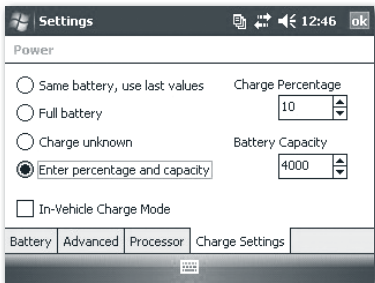 Settings 12:46 ok
Power
Same battery, use last values
Full battery
Charge unknown
Enter percentage and capacity
Charge Percentage
10
Battery Capacity
4000
In-Vehicle Charge Mode
Battery Advanced Processor Charge Settings